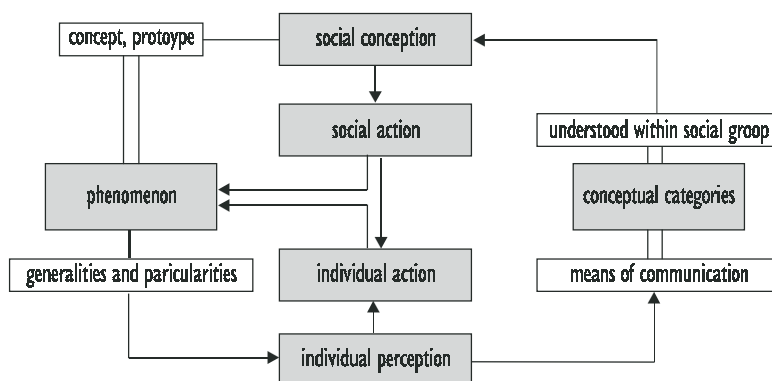 concept, protoype
social conception
social action
understood within social groop
phenomenon
conceptual categories
generalities and paricularities
individual action
means of communication
individual perception